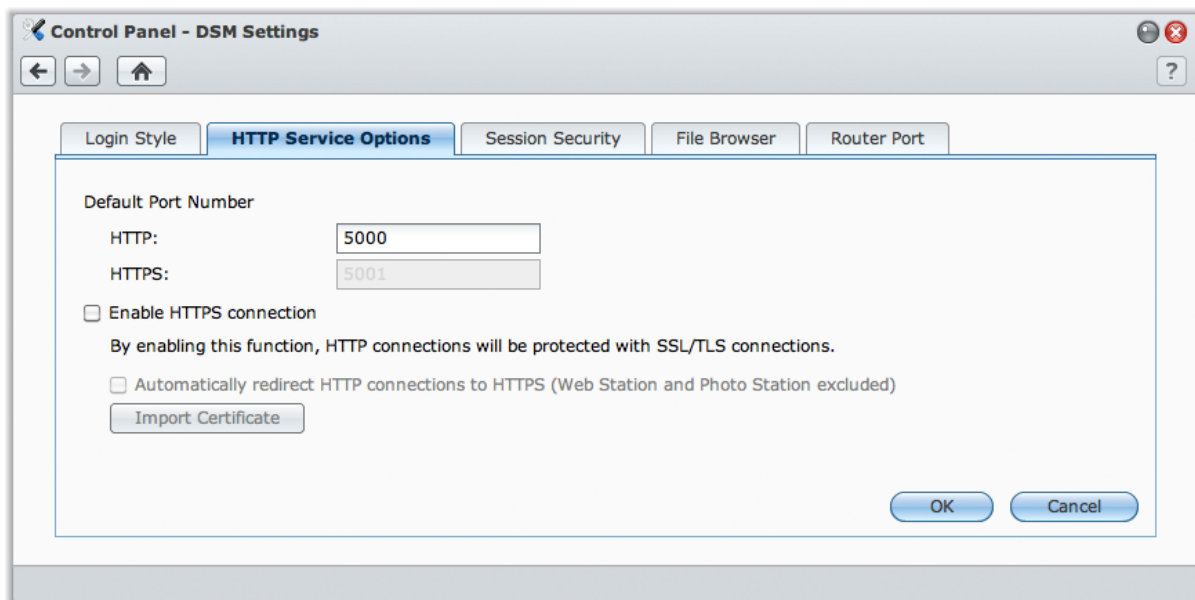 Control Panel - DSM Settings
?
Login Style HTTP Service Options Session Security File Browser Router Port
Default Port Number
HTTP: 5000
HTTPS: 5001
Enable HTTPS connection
By enabling this function, HTTP connections will be protected with SSL/TLS connections.
Automatically redirect HTTP connections to HTTPS (Web Station and Photo Station excluded)
Import Certificate
OK Cancel